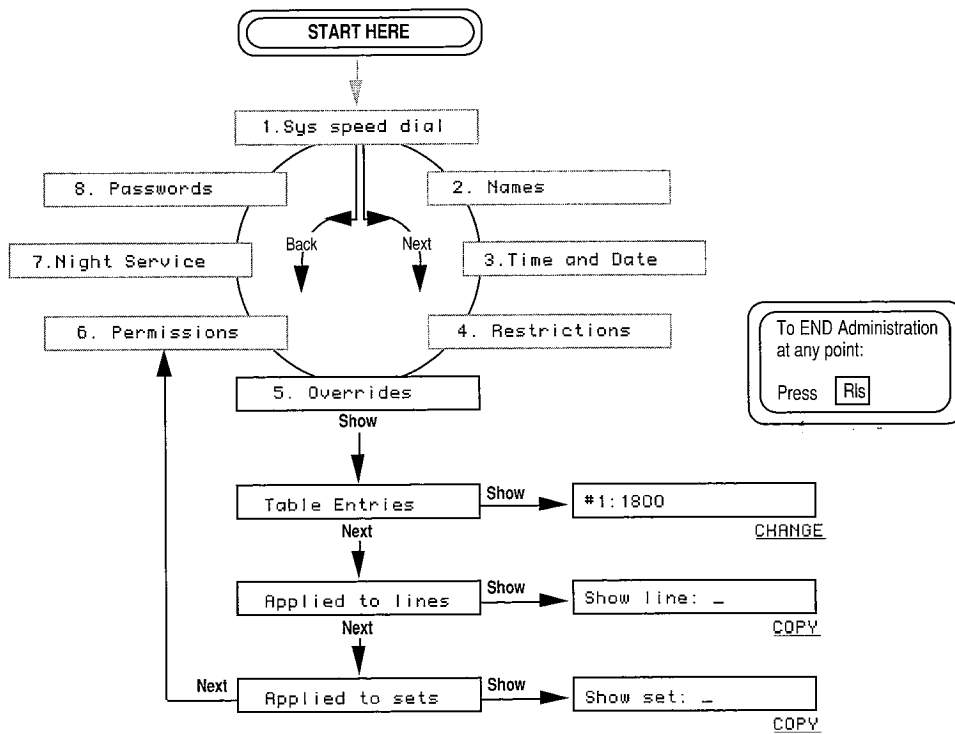 START HERE
1.Sys speed dial
8. Passwords
2. Names
Back
Next
7.Night Service
3.Time and Date
6. Permissions
4. Restrictions
To END Administration
at any point:
Press Rls
5. Overrides
Show
Table Entries
Show
#1:1800
CHANGE
Next
Applied to lines
Show
Show line: _
COPY
Next
Next
Applied to sets
Show
Show set: _
COPY